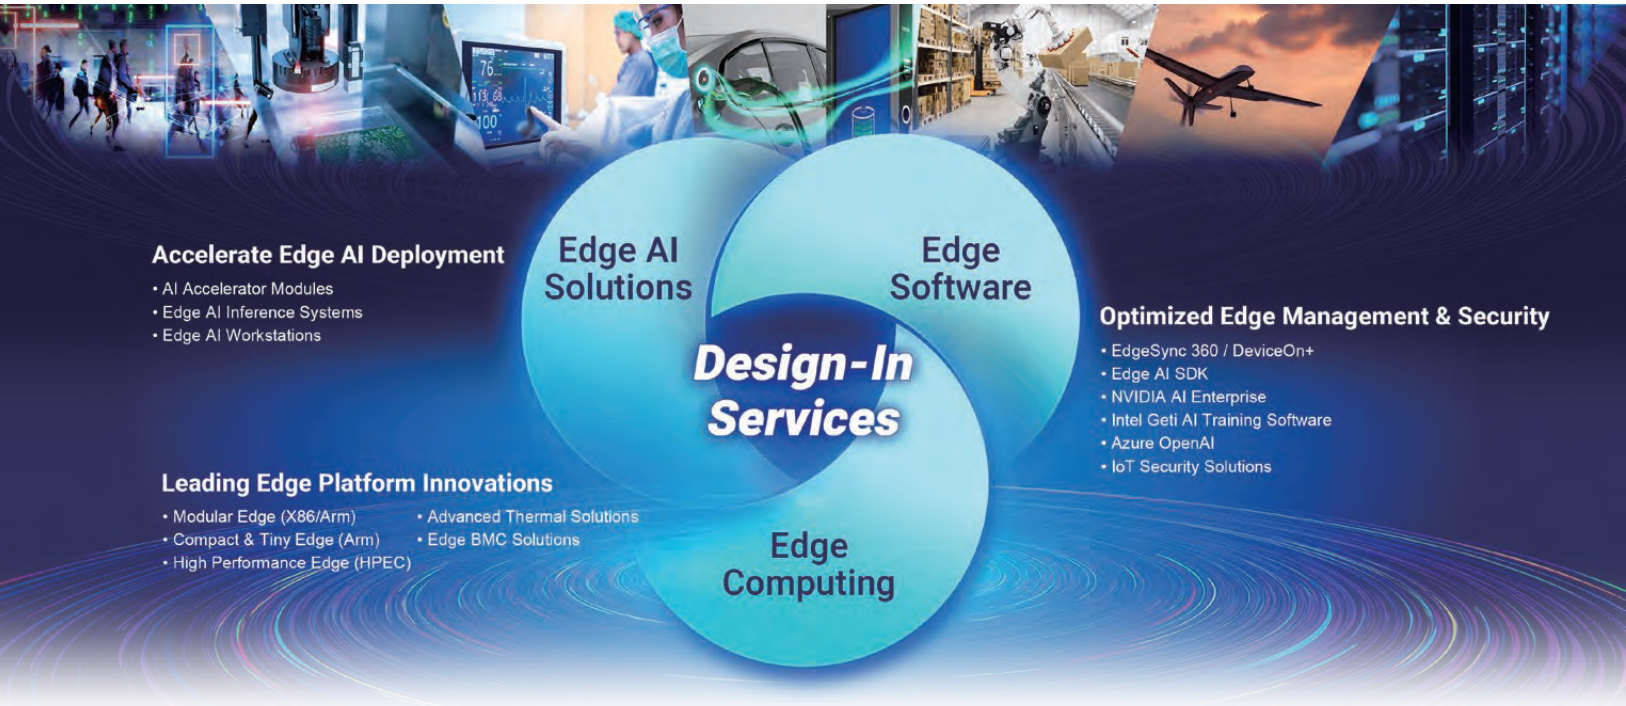 76
100
Edge AI
Solutions
Edge
Software
Accelerate Edge AI Deployment
• AI Accelerator Modules
• Edge AI Inference Systems
• Edge AI Workstations
Design-In
Services
Optimized Edge Management & Security
• EdgeSync 360 / DeviceOn+
• Edge AI SDK
• NVIDIA AI Enterprise
• Intel Geti AI Training Software
• Azure OpenAI
• IoT Security Solutions
Leading Edge Platform Innovations
• Modular Edge (X86/Arm)
• Compact & Tiny Edge (Arm)
• High Performance Edge (HPEC)
• Advanced Thermal Solutions
• Edge BMC Solutions
Edge
Computing